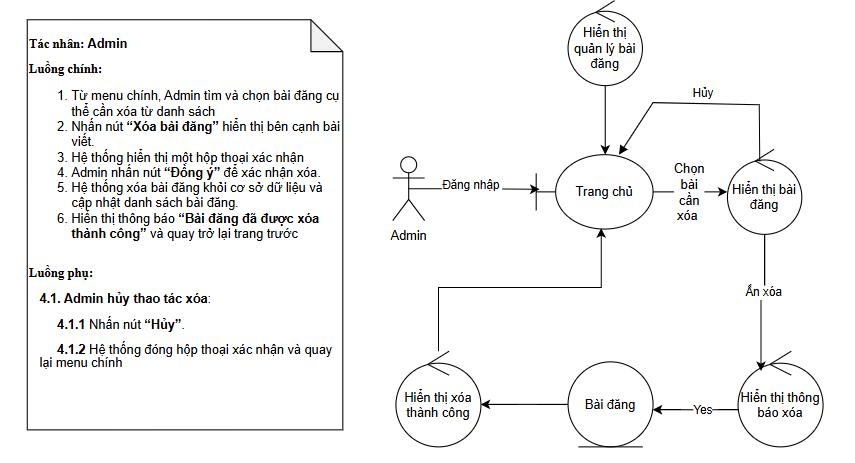 Tác nhân: Admin
Luồng chính:
1. Từ menu chính, Admin tìm và chọn bài đăng cụ
thể cần xóa từ danh sách
2. Nhấn nút “Xóa bài đăng” hiển thị bên cạnh bài
viết.
3. Hệ thống hiển thị một hộp thoại xác nhận
4. Admin nhấn nút “Đồng ý” để xác nhận xóa.
5. Hệ thống xóa bài đăng khỏi cơ sở dữ liệu và
cập nhật danh sách bài đăng.
6. Hiển thị thông báo “Bài đăng đã được xóa
thành công” và quay trở lại trang trước
Luồng phụ:
4.1. Admin hủy thao tác xóa:
4.1.1 Nhấn nút “Hủy”.
4.1.2 Hệ thống đóng hộp thoại xác nhận và quay
lại menu chính
Hiển thị
quản lý bài
đăng
Hủy
Đăng nhập
Admin
Trang chủ
Chọn
bài
cần
xóa
Hiển thị bài
đăng
Ấn xóa
Hiển thị thông
báo xóa
Yes
Bài đăng
Hiển thị xóa
thành công